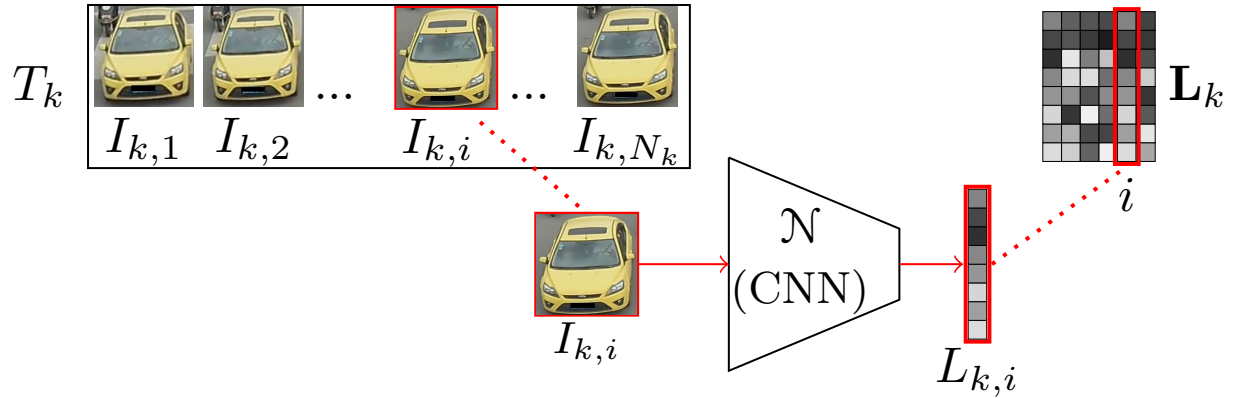 T_k
I_{k,1} I_{k,2} ... I_{k,i} ... I_{k,N_k}
L_k
i
I_{k,i}
𝒩
(CNN)
L_{k,i}